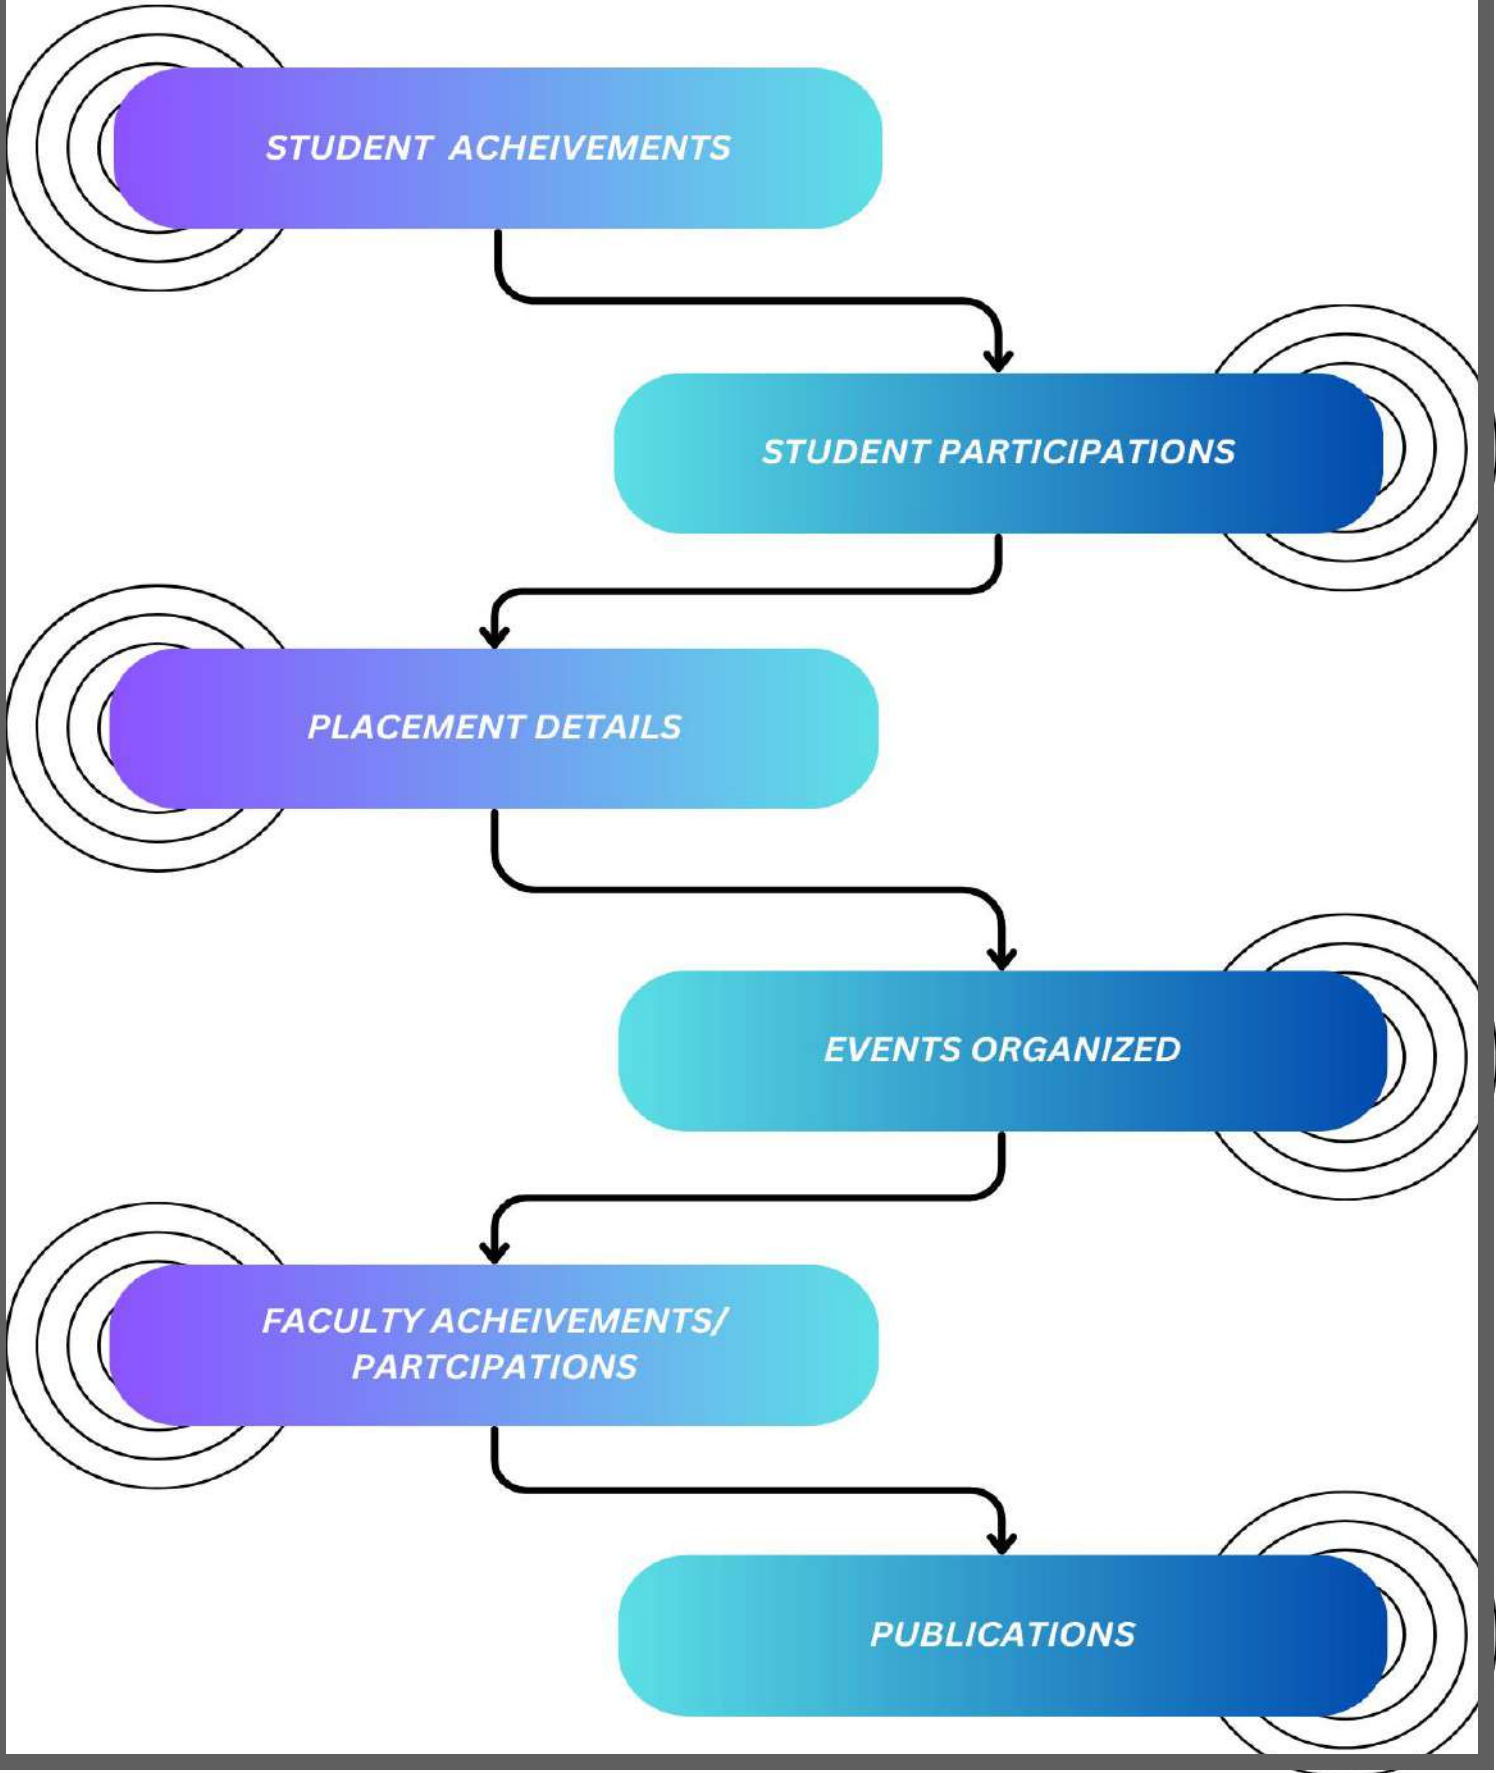 STUDENT ACHEIVEMENTS
STUDENT PARTICIPATIONS
PLACEMENT DETAILS
EVENTS ORGANIZED
FACULTY ACHEIVEMENTS/
PARTCIPATIONS
PUBLICATIONS